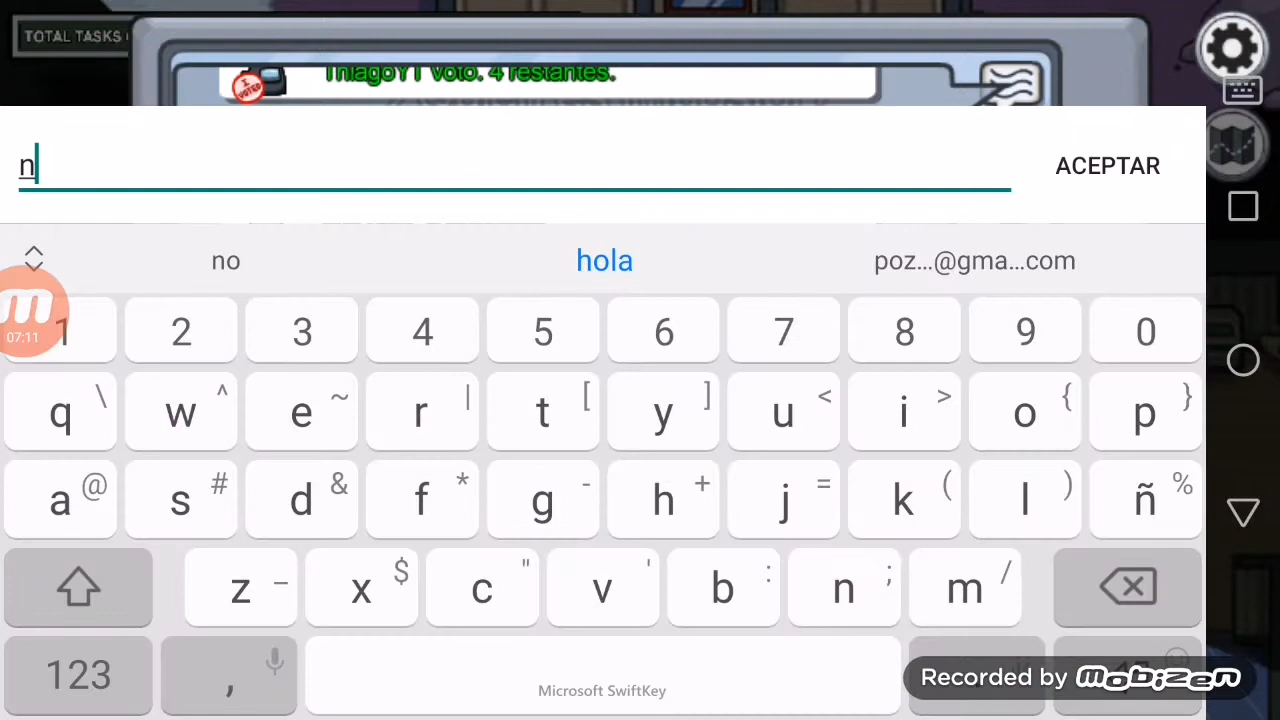 TOTAL TASKS
ThiagoYT votó. 4 restantes.
I VOTED
n
ACEPTAR
no hola poz...@gma...com
07:11
1 2 3 4 5 6 7 8 9 0
q \ w ^ e ~ r | t [ y ] u < i > o { p }
a @ s # d & f * g - h + j = k ( l ) ñ %
z _ x $ c " v ' b : n ; m /
123 , Microsoft SwiftKey
Recorded by mobizen